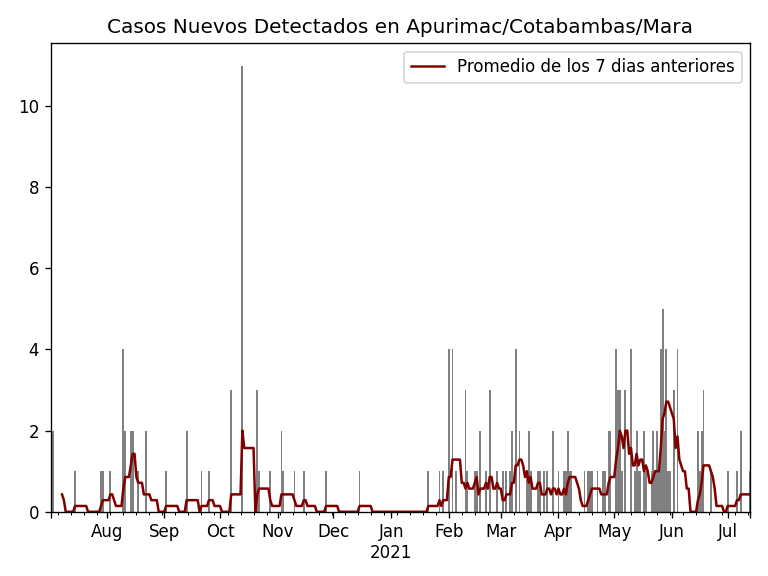 Casos Nuevos Detectados en Apurimac/Cotabambas/Mara
Promedio de los 7 dias anteriores
10
8
6
4
2
0
Aug Sep Oct Nov Dec Jan Feb Mar Apr May Jun Jul
2021